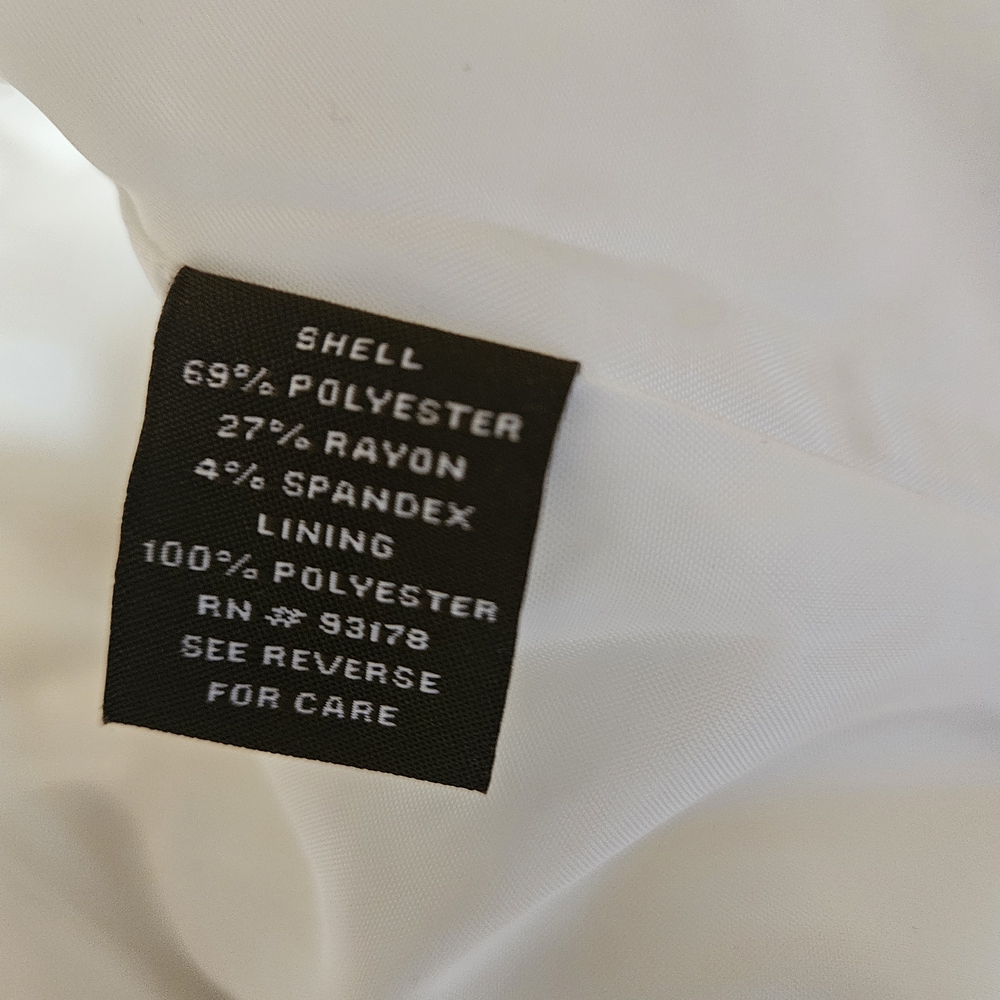 SHELL
69% POLYESTER
27% RAYON
4% SPANDEX
LINING
100% POLYESTER
RN # 93178
SEE REVERSE
FOR CARE